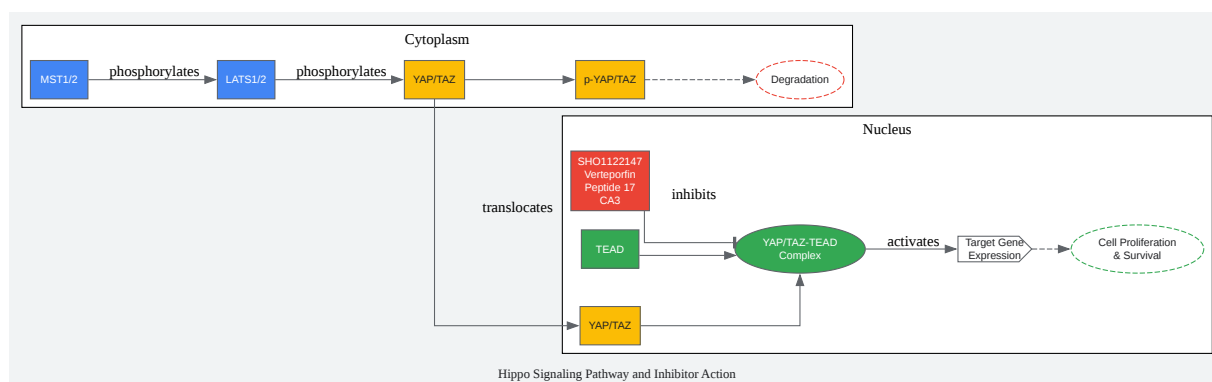 Cytoplasm
MST1/2
phosphorylates
LATS1/2
phosphorylates
YAP/TAZ
p-YAP/TAZ
Degradation
Nucleus
SHO1122147
Verteporfin
Peptide 17
CA3
inhibits
translocates
TEAD
YAP/TAZ-TEAD
Complex
activates
Target Gene
Expression
Cell Proliferation
& Survival
YAP/TAZ
Hippo Signaling Pathway and Inhibitor Action